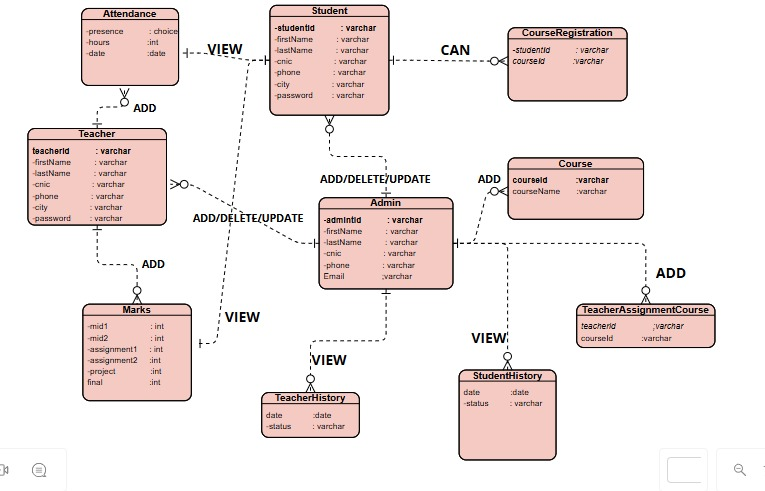 Attendance
-presence : choice
-hours :int
-date :date
VIEW
Student
-studentId : varchar
-firstName : varchar
-lastName : varchar
-cnic : varchar
-phone : varchar
-city : varchar
-password : varchar
CAN
CourseRegistration
-studentId : varchar
courseId :varchar
ADD
Teacher
teacherId : varchar
-firstName : varchar
-lastName : varchar
-cnic : varchar
-phone : varchar
-city : varchar
-password : varchar
ADD/DELETE/UPDATE
ADD/DELETE/UPDATE
ADD
Course
courseId :varchar
courseName :varchar
Admin
-adminId : varchar
-firstName : varchar
-lastName : varchar
-cnic : varchar
-phone : varchar
Email ;varchar
ADD
Marks
-mid1 : int
-mid2 : int
-assignment1 : int
-assignment2 :int
-project :int
final :int
VIEW
VIEW
TeacherHistory
date :date
-status : varchar
VIEW
StudentHistory
date :date
-status : varchar
ADD
TeacherAssignmentCourse
teacherId ;varchar
courseId :varchar